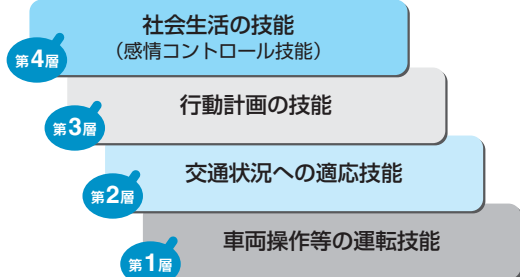 社会生活の技能
（感情コントロール技能）
第4層
行動計画の技能
第3層
交通状況への適応技能
第2層
車両操作等の運転技能
第1層